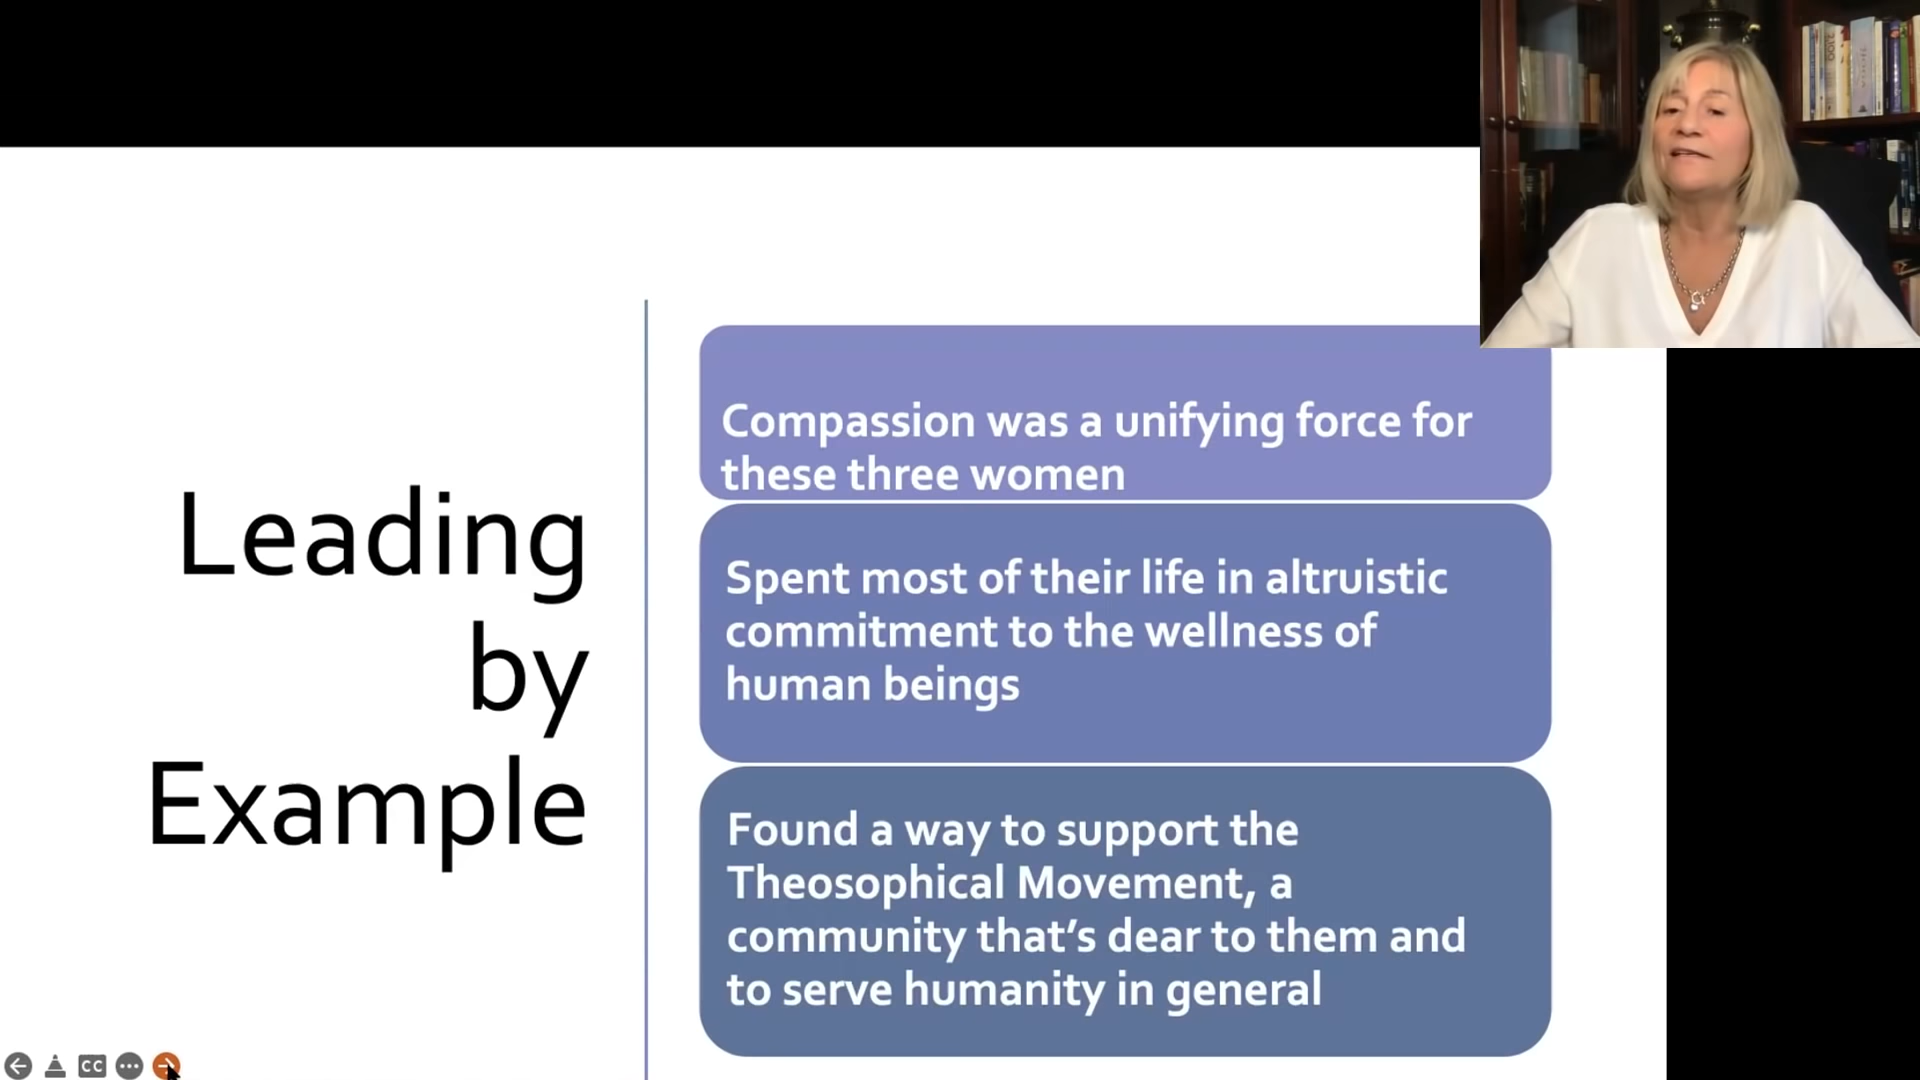 Leading
by
Example
Compassion was a unifying force for
these three women
Spent most of their life in altruistic
commitment to the wellness of
human beings
Found a way to support the
Theosophical Movement, a
community that's dear to them and
to serve humanity in general
CC